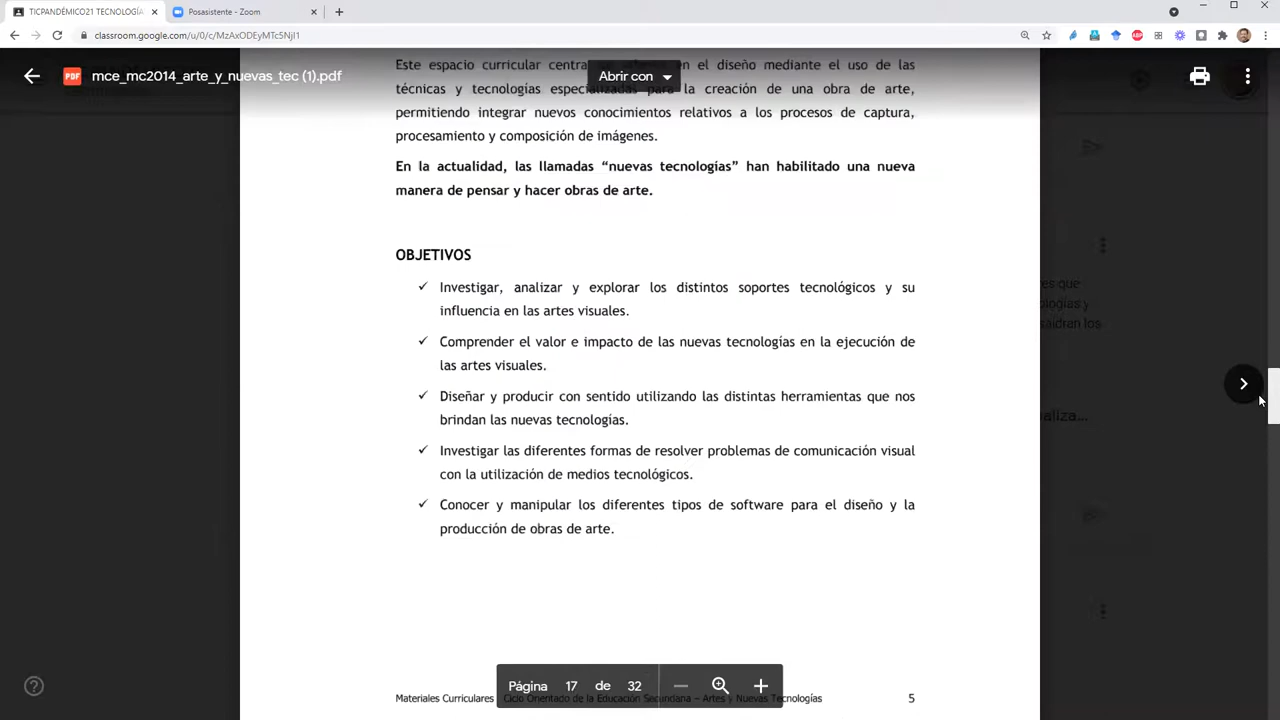 TICPANDÉMICO21 TECNOLOGÍA
Posasistente - Zoom
classroom.google.com/u/0/c/MzAxODEyMTc5NjI1
mce_mc2014_arte_y_nuevas_tec (1).pdf
Abrir con
Este espacio curricular centra en el diseño mediante el uso de las
técnicas y tecnologías especializadas para la creación de una obra de arte,
permitiendo integrar nuevos conocimientos relativos a los procesos de captura,
procesamiento y composición de imágenes.
En la actualidad, las llamadas “nuevas tecnologías” han habilitado una nueva
manera de pensar y hacer obras de arte.
OBJETIVOS
✓ Investigar, analizar y explorar los distintos soportes tecnológicos y su
influencia en las artes visuales.
✓ Comprender el valor e impacto de las nuevas tecnologías en la ejecución de
las artes visuales.
✓ Diseñar y producir con sentido utilizando las distintas herramientas que nos
brindan las nuevas tecnologías.
✓ Investigar las diferentes formas de resolver problemas de comunicación visual
con la utilización de medios tecnológicos.
✓ Conocer y manipular los diferentes tipos de software para el diseño y la
producción de obras de arte.
es que
ologías y
saldrán los
aliza...
Página 17 de 32
Materiales Curriculares Ciclo Orientado de la Educación Secundaria – Artes y Nuevas Tecnologías 5